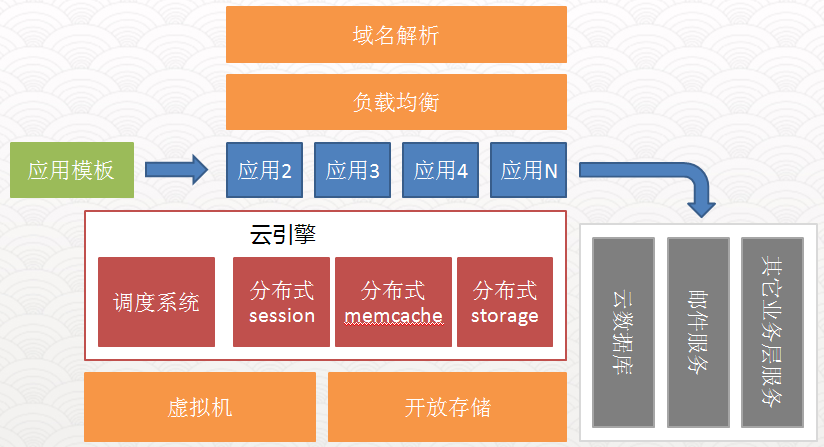 域名解析
负载均衡
应用模板
应用2
应用3
应用4
应用N
云引擎
调度系统
分布式
session
分布式
memcache
分布式
storage
云数据库
邮件服务
其它业务层服务
虚拟机
开放存储